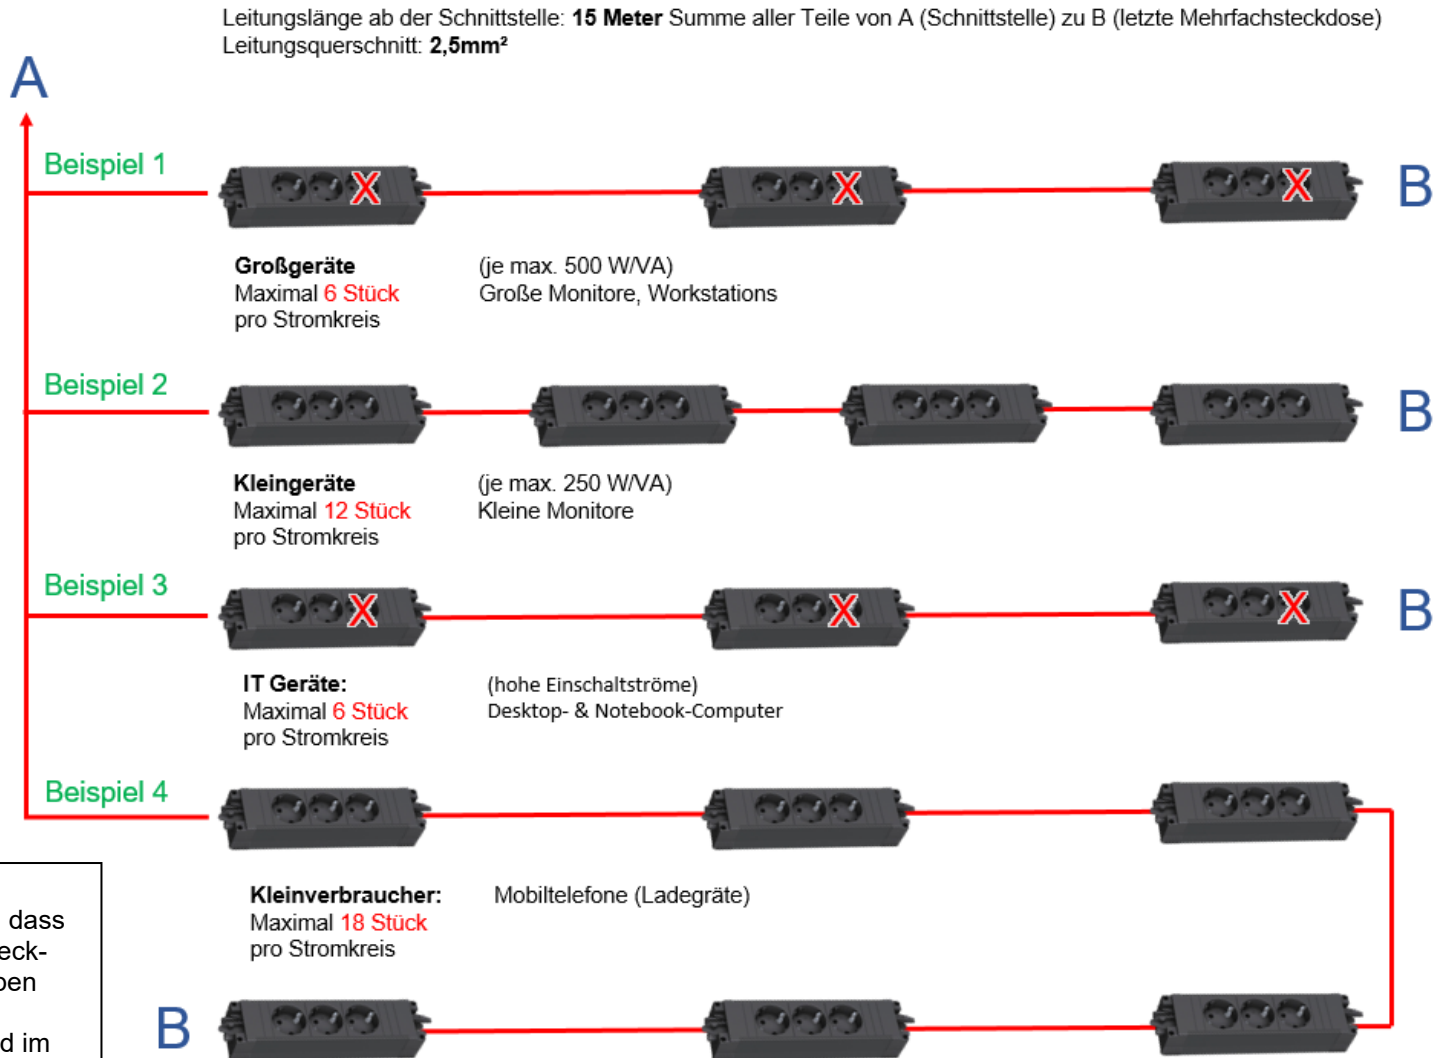 Leitungslänge ab der Schnittstelle: 15 Meter Summe aller Teile von A (Schnittstelle) zu B (letzte Mehrfachsteckdose)
Leitungsquerschnitt: 2,5mm²
A
Beispiel 1
X X X B
Großgeräte (je max. 500 W/VA)
Maximal 6 Stück Große Monitore, Workstations
pro Stromkreis
Beispiel 2
B
Kleingeräte (je max. 250 W/VA)
Maximal 12 Stück Kleine Monitore
pro Stromkreis
Beispiel 3
X X X B
IT Geräte: (hohe Einschaltströme)
Maximal 6 Stück Desktop- & Notebook-Computer
pro Stromkreis
Beispiel 4
Kleinverbraucher: Mobiltelefone (Ladegräte)
Maximal 18 Stück
pro Stromkreis
B
dass
eck-
en
d im